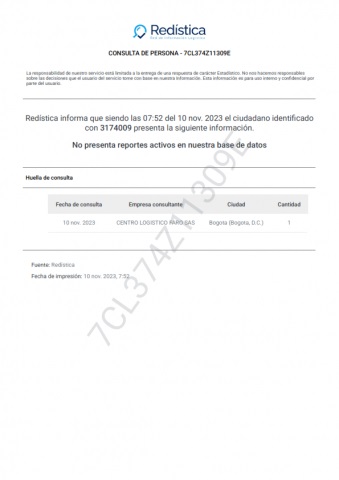 Redística
Red de Información Logística
CONSULTA DE PERSONA - 7CL374Z11309E
La responsabilidad de nuestro servicio está limitada a la entrega de una respuesta de carácter Estadístico. No nos hacemos responsables
sobre las decisiones que el usuario del servicio tome con base en nuestra información. Esta información es para uso interno y confidencial por
parte del usuario.
Redística informa que siendo las 07:52 del 10 nov. 2023 el ciudadano identificado
con 3174009 presenta la siguiente información.
No presenta reportes activos en nuestra base de datos
Huella de consulta
Fecha de consulta Empresa consultante Ciudad Cantidad
10 nov. 2023 CENTRO LOGISTICO YARO SAS Bogota (Bogota, D.C.) 1
Fuente: Redística
Fecha de impresión: 10 nov. 2023, 7:52
7CL374Z11309E